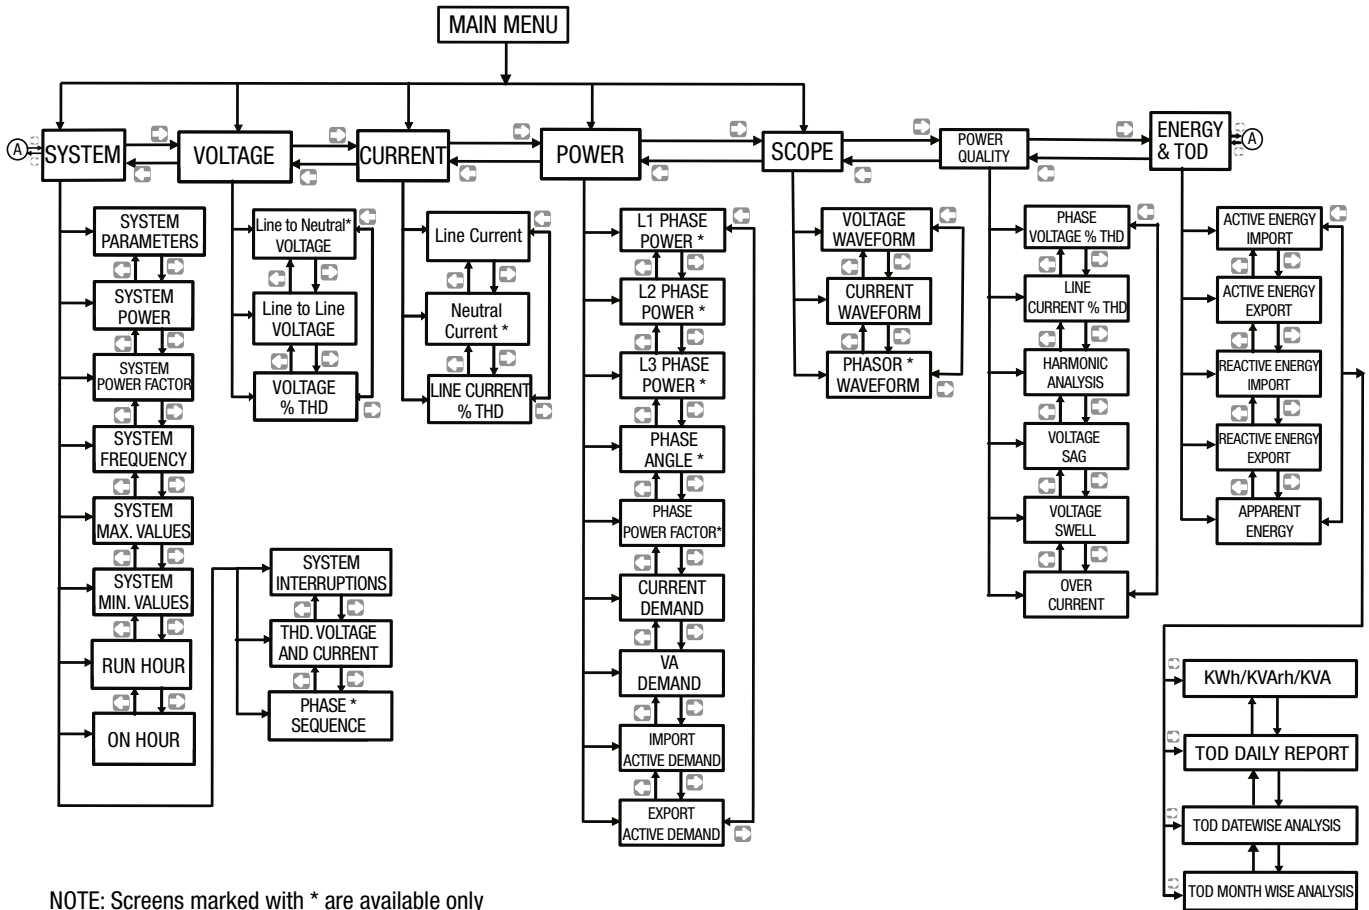 MAIN MENU
A
SYSTEM
VOLTAGE
CURRENT
POWER
SCOPE
POWER
QUALITY
ENERGY
& TOD
A
SYSTEM
PARAMETERS
SYSTEM
POWER
SYSTEM
POWER FACTOR
SYSTEM
FREQUENCY
SYSTEM
MAX. VALUES
SYSTEM
MIN. VALUES
RUN HOUR
ON HOUR
SYSTEM
INTERRUPTIONS
THD. VOLTAGE
AND CURRENT
PHASE *
SEQUENCE
Line to Neutral*
VOLTAGE
Line to Line
VOLTAGE
VOLTAGE
% THD
Line Current
Neutral
Current *
LINE CURRENT
% THD
L1 PHASE
POWER *
L2 PHASE
POWER *
L3 PHASE
POWER *
PHASE
ANGLE *
PHASE
POWER FACTOR*
CURRENT
DEMAND
VA
DEMAND
IMPORT
ACTIVE DEMAND
EXPORT
ACTIVE DEMAND
VOLTAGE
WAVEFORM
CURRENT
WAVEFORM
PHASOR *
WAVEFORM
PHASE
VOLTAGE % THD
LINE
CURRENT % THD
HARMONIC
ANALYSIS
VOLTAGE
SAG
VOLTAGE
SWELL
OVER
CURRENT
ACTIVE ENERGY
IMPORT
ACTIVE ENERGY
EXPORT
REACTIVE ENERGY
IMPORT
REACTIVE ENERGY
EXPORT
APPARENT
ENERGY
KWh/KVArh/KVA
TOD DAILY REPORT
TOD DATEWISE ANALYSIS
TOD MONTH WISE ANALYSIS
NOTE: Screens marked with * are available only